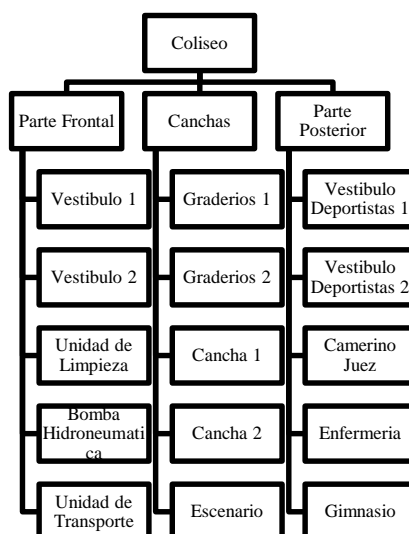 Coliseo
Parte Frontal
Canchas
Parte
Posterior
Vestibulo 1
Graderios 1
Vestibulo
Deportistas 1
Vestibulo 2
Graderios 2
Vestibulo
Deportistas 2
Unidad de
Limpieza
Cancha 1
Camerino
Juez
Bomba
Hidroneumati
ca
Cancha 2
Enfermeria
Unidad de
Transporte
Escenario
Gimnasio